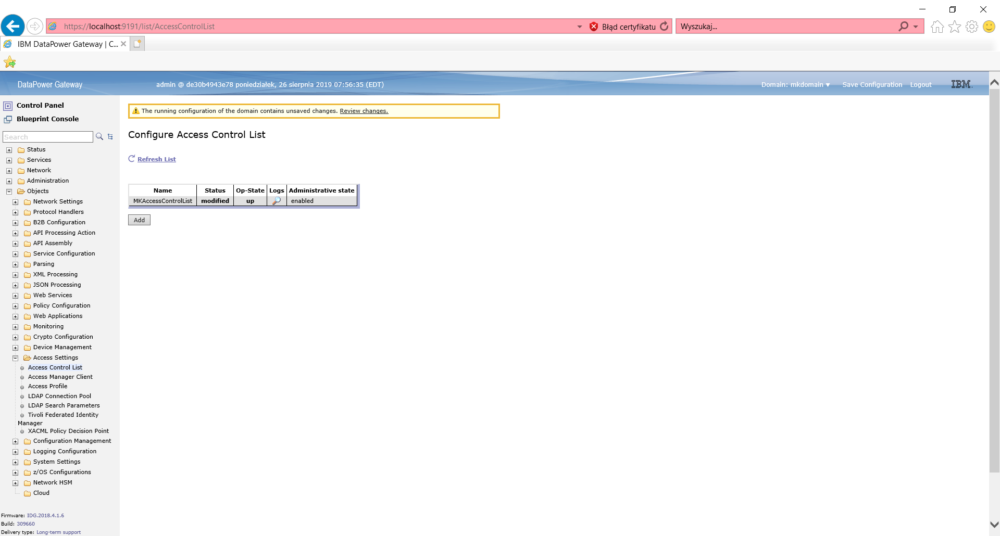 https://localhost:9191/list/AccessControlList
Błąd certyfikatu
Wyszukaj...
IBM DataPower Gateway | C...
DataPower Gateway
admin @ de30b4943e78 poniedziałek, 26 sierpnia 2019 07:56:35 (EDT)
Domain: mkdomain
Save Configuration
Logout
IBM.
Control Panel
Blueprint Console
Search
Status
Services
Network
Administration
Objects
Network Settings
Protocol Handlers
B2B Configuration
API Processing Action
API Assembly
Service Configuration
Parsing
XML Processing
JSON Processing
Web Services
Policy Configuration
Web Applications
Monitoring
Crypto Configuration
Device Management
Access Settings
Access Control List
Access Manager Client
Access Profile
LDAP Connection Pool
LDAP Search Parameters
Tivoli Federated Identity
Manager
XACML Policy Decision Point
Configuration Management
Logging Configuration
System Settings
z/OS Configurations
Network HSM
Cloud
Firmware: IDG.2018.4.1.6
Build: 309660
Delivery type: Long-term support
The running configuration of the domain contains unsaved changes. Review changes.
Configure Access Control List
Refresh List
Name Status Op-State Logs Administrative state
MKAccessControlList modified up enabled
Add